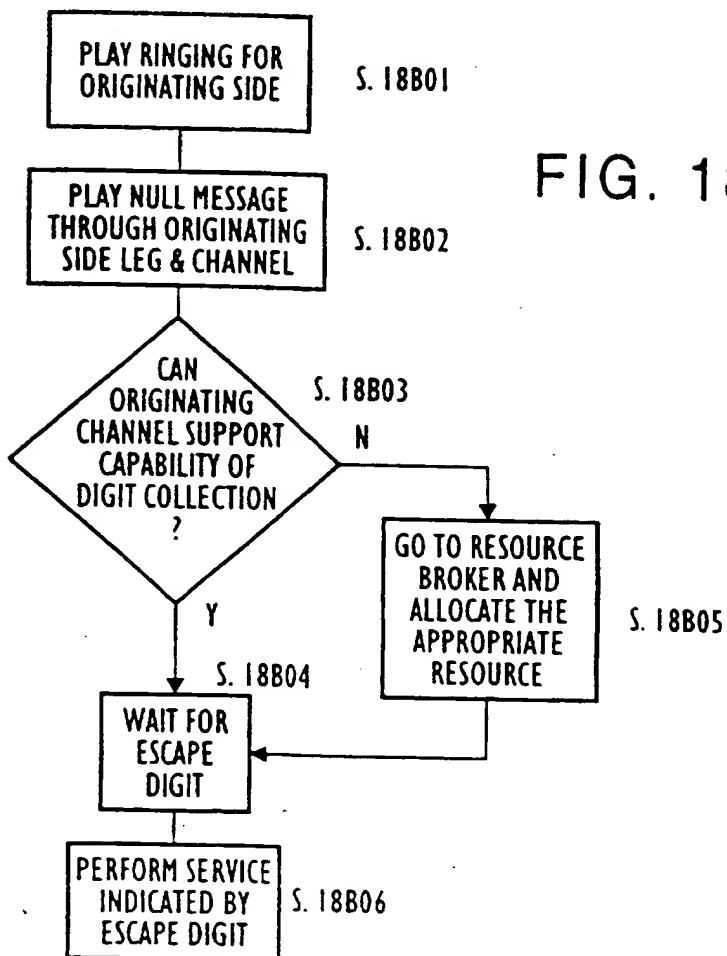 PLAY RINGING FOR
ORIGINATING SIDE
S. 18B01
FIG. 18
PLAY NULL MESSAGE
THROUGH ORIGINATING
SIDE LEG & CHANNEL
S. 18B02
CAN
ORIGINATING
CHANNEL SUPPORT
CAPABILITY OF
DIGIT COLLECTION
?
S. 18B03
N
Y
GO TO RESOURCE
BROKER AND
ALLOCATE THE
APPROPRIATE
RESOURCE
S. 18B05
S. 18B04
WAIT FOR
ESCAPE
DIGIT
PERFORM SERVICE
INDICATED BY
ESCAPE DIGIT
S. 18B06